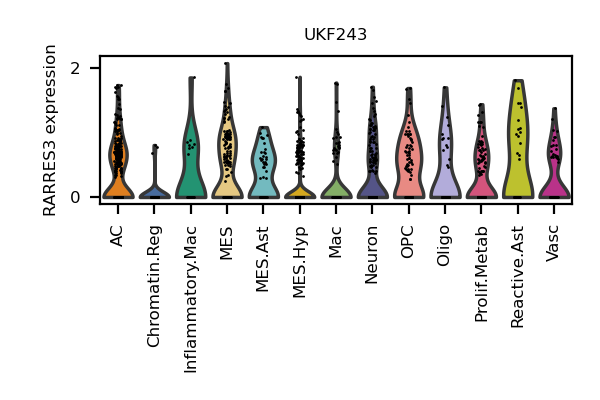 UKF243
RARRES3 expression
2
0
AC
Chromatin.Reg
Inflammatory.Mac
MES
MES.Ast
MES.Hyp
Mac
Neuron
OPC
Oligo
Prolif.Metab
Reactive.Ast
Vasc